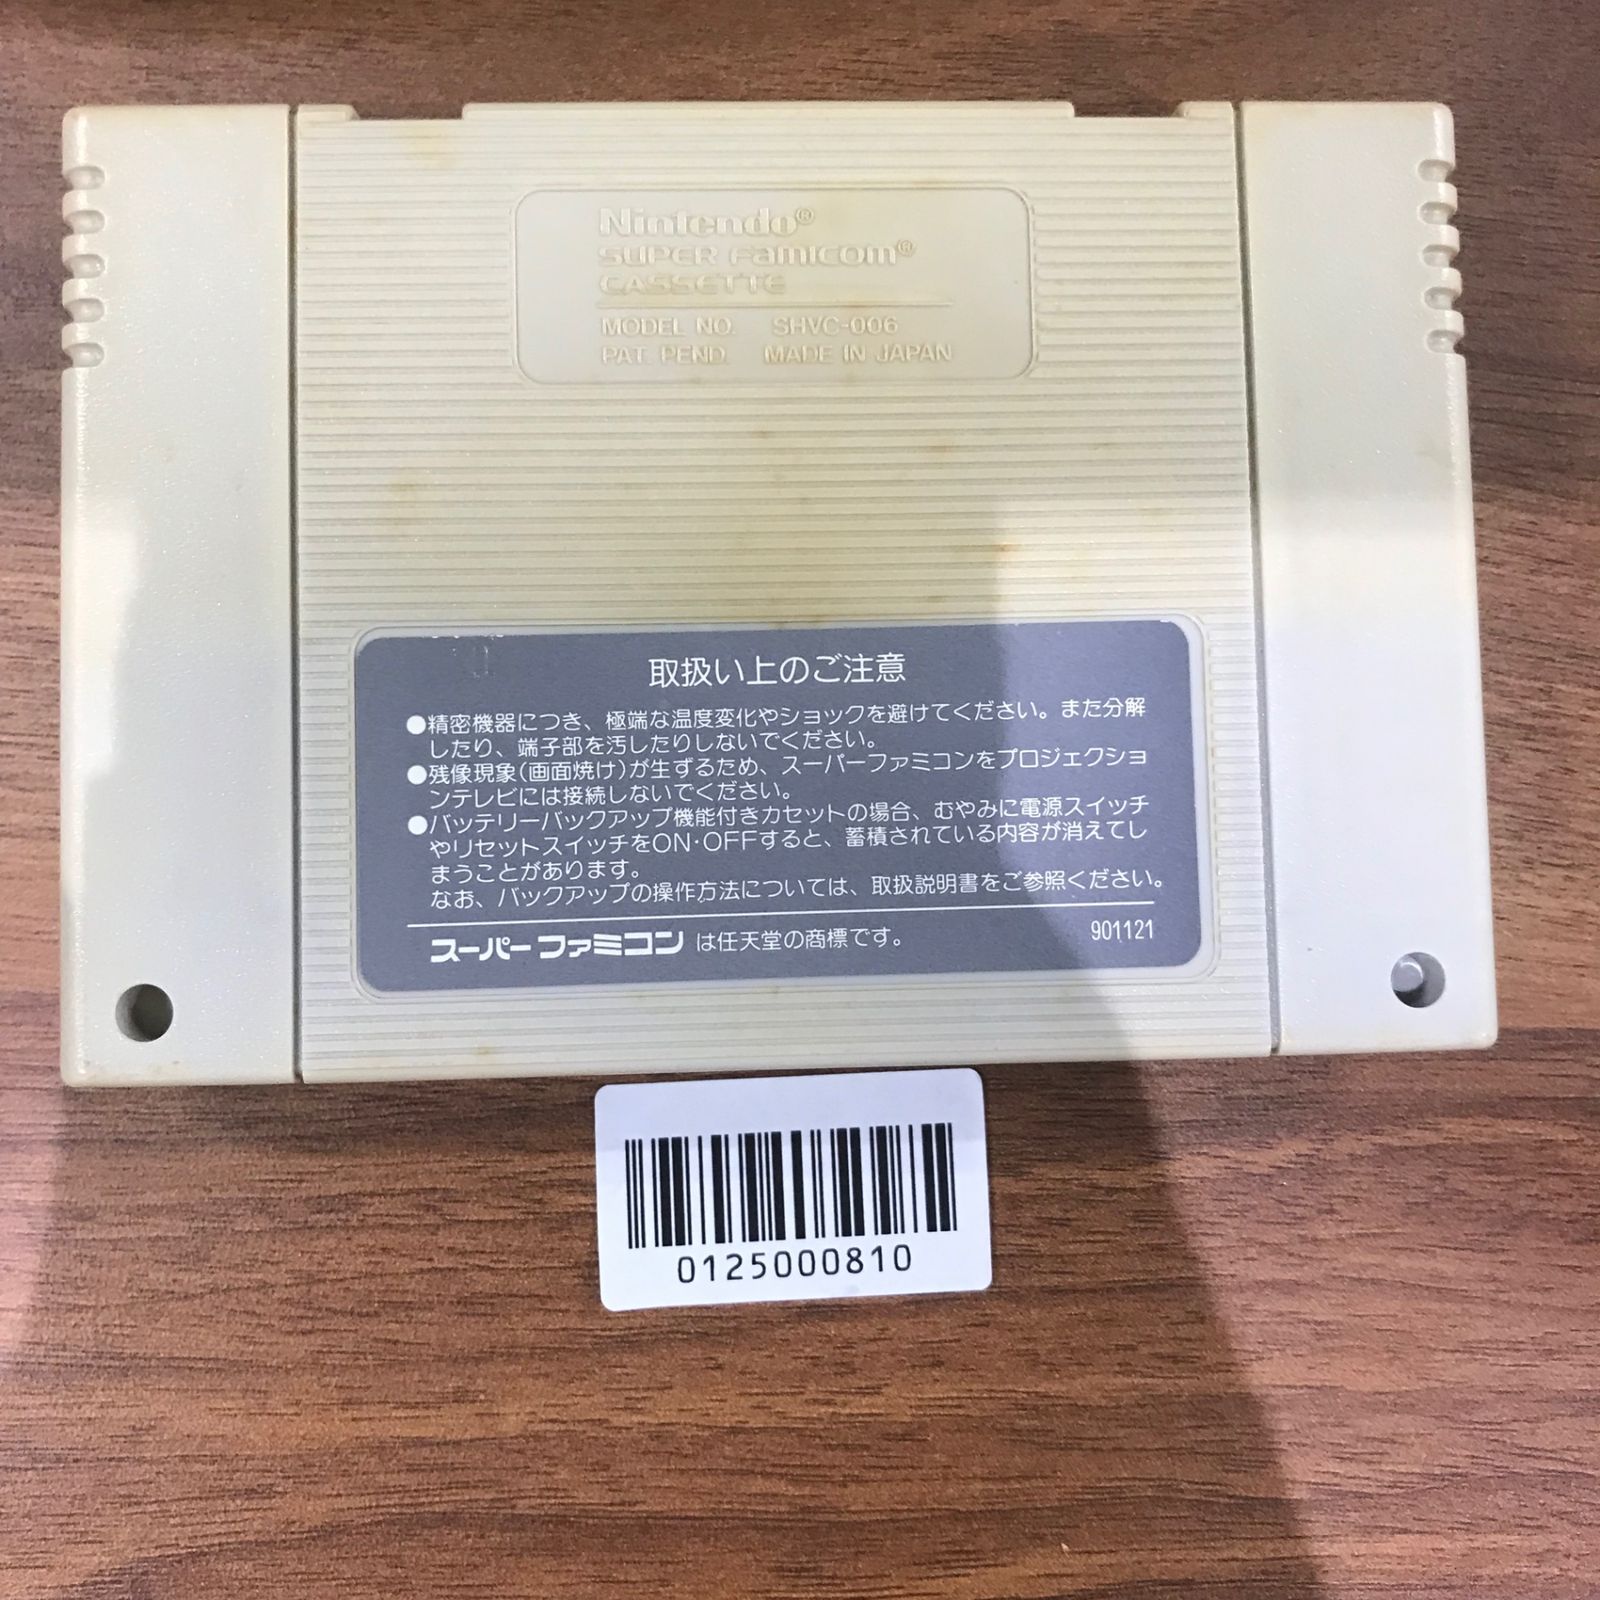 Nintendo®
SUPER Famicom®
CASSETTE
MODEL NO. SHVC-006
PAT. PEND. MADE IN JAPAN
取扱い上のご注意
●精密機器につき、極端な温度変化やショックを避けてください。また分解
したり、端子部を汚したりしないでください。
●残像現象(画面焼け)が生ずるため、スーパーファミコンをプロジェクショ
ンテレビには接続しないでください。
●バッテリーバックアップ機能付きカセットの場合、むやみに電源スイッチ
やリセットスイッチをON・OFFすると、蓄積されている内容が消えてし
まうことがあります。
なお、バックアップの操作方法については、取扱説明書をご参照ください。
スーパーファミコン は任天堂の商標です。 901121
0125000810